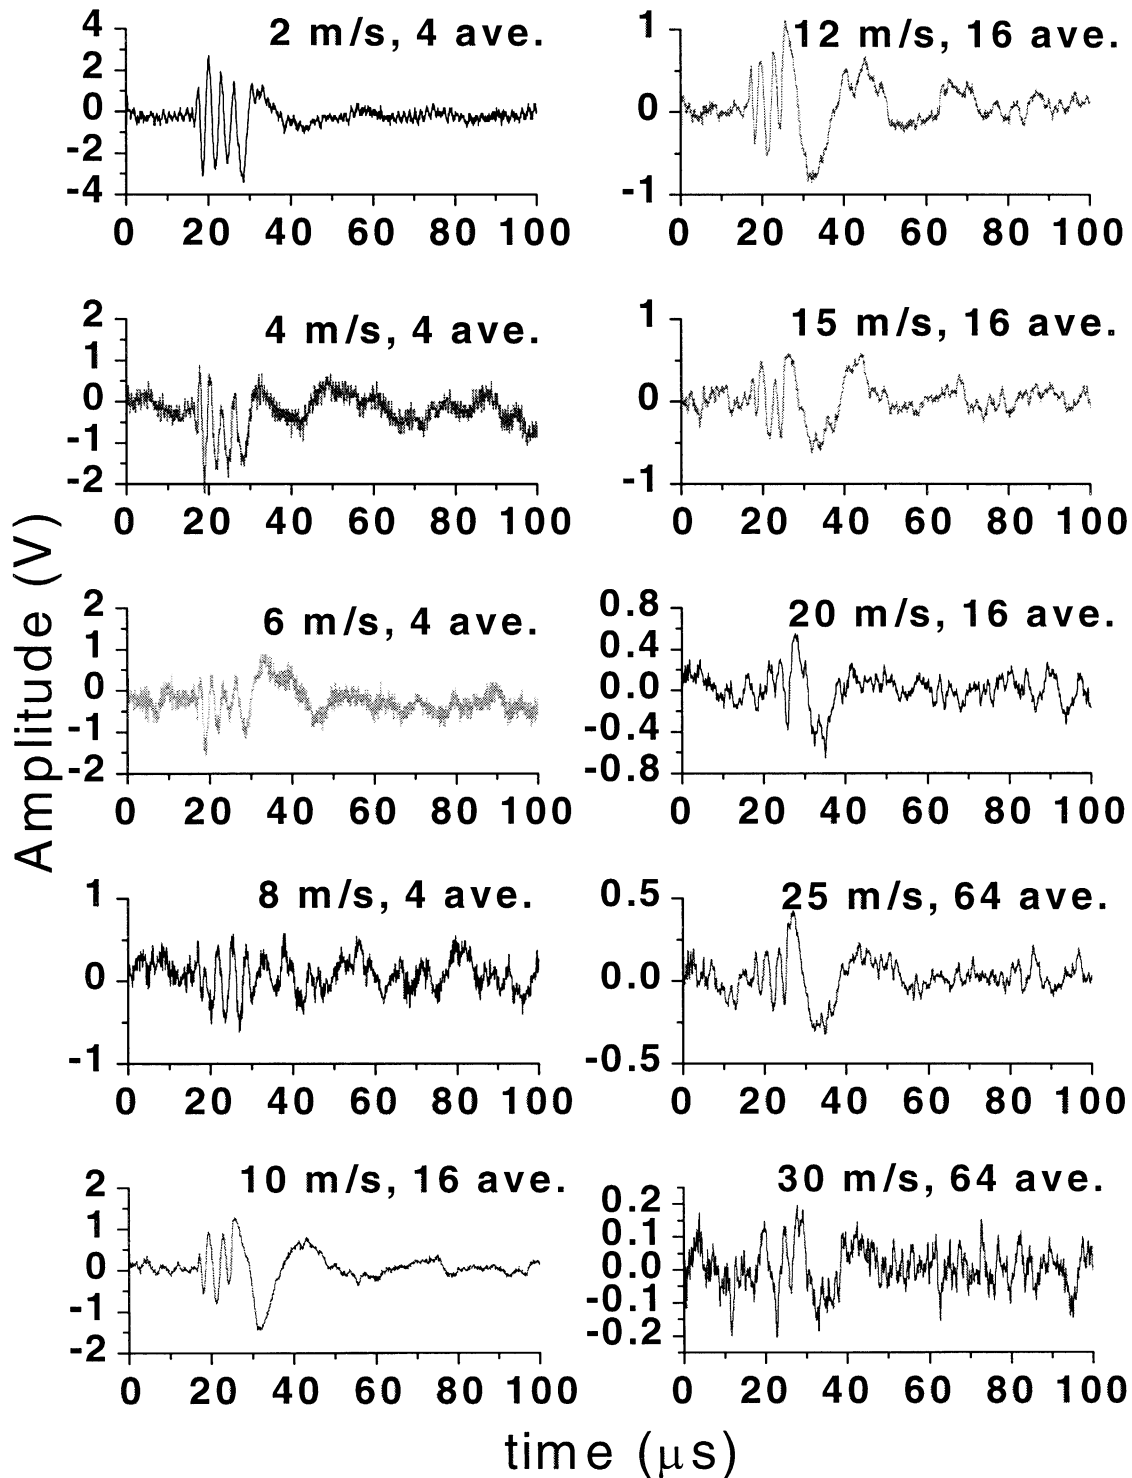 Amplitude (V)
2 m/s, 4 ave.
4
2
0
-2
-4
0 20 40 60 80 100
12 m/s, 16 ave.
1
0
-1
0 20 40 60 80 100
4 m/s, 4 ave.
2
1
0
-1
-2
0 20 40 60 80 100
15 m/s, 16 ave.
1
0
-1
0 20 40 60 80 100
6 m/s, 4 ave.
2
1
0
-1
-2
0 20 40 60 80 100
20 m/s, 16 ave.
0.8
0.4
0.0
-0.4
-0.8
0 20 40 60 80 100
8 m/s, 4 ave.
1
0
-1
0 20 40 60 80 100
25 m/s, 64 ave.
0.5
0.0
-0.5
0 20 40 60 80 100
10 m/s, 16 ave.
2
1
0
-1
-2
0 20 40 60 80 100
30 m/s, 64 ave.
0.2
0.1
0.0
-0.1
-0.2
0 20 40 60 80 100
time (μs)